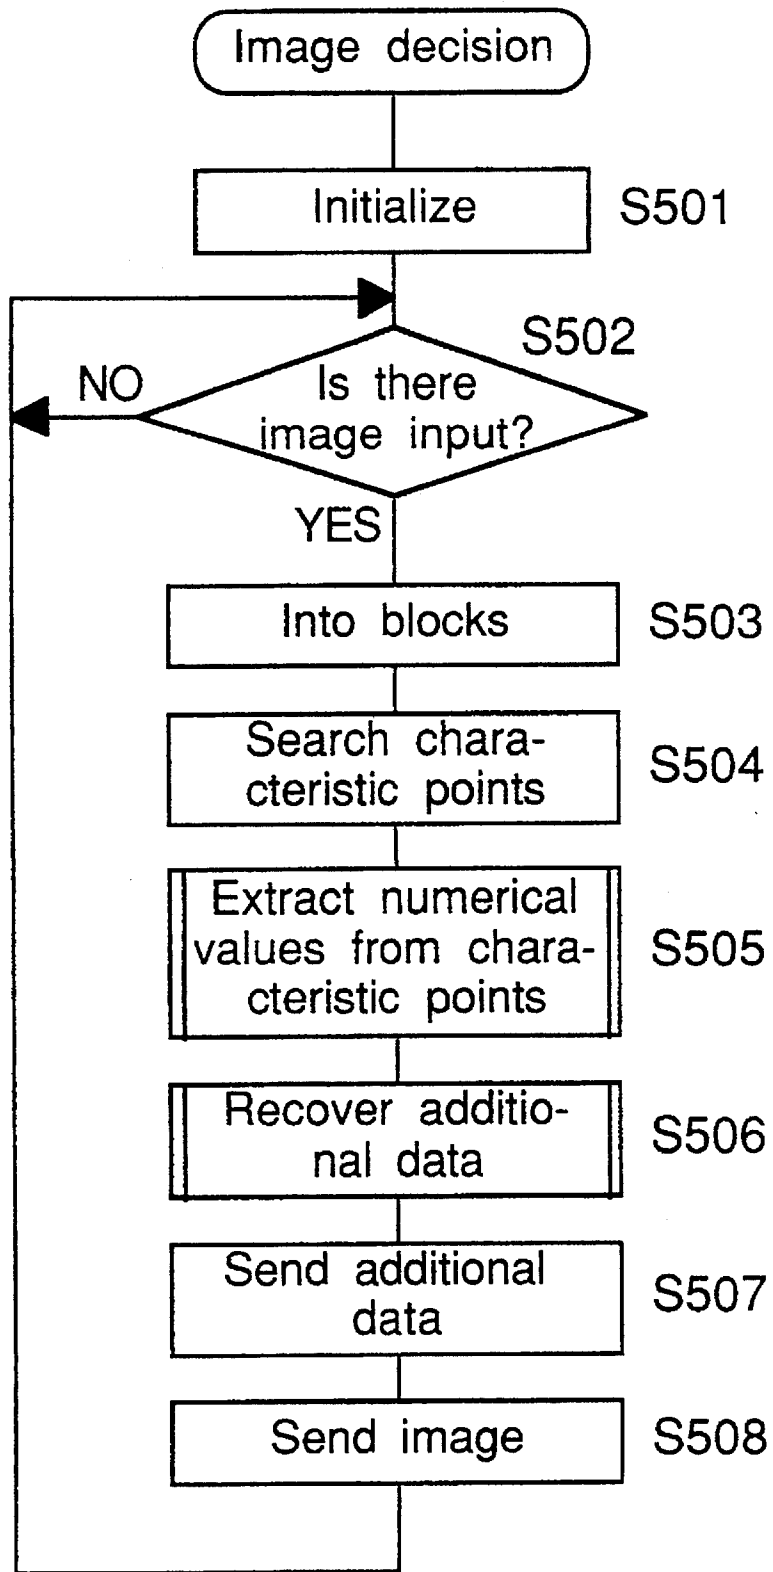 Image decision
Initialize
S501
S502
NO
Is there
image input?
YES
Into blocks
S503
Search chara-
cteristic points
S504
Extract numerical
values from chara-
cteristic points
S505
Recover additio-
nal data
S506
Send additional
data
S507
Send image
S508